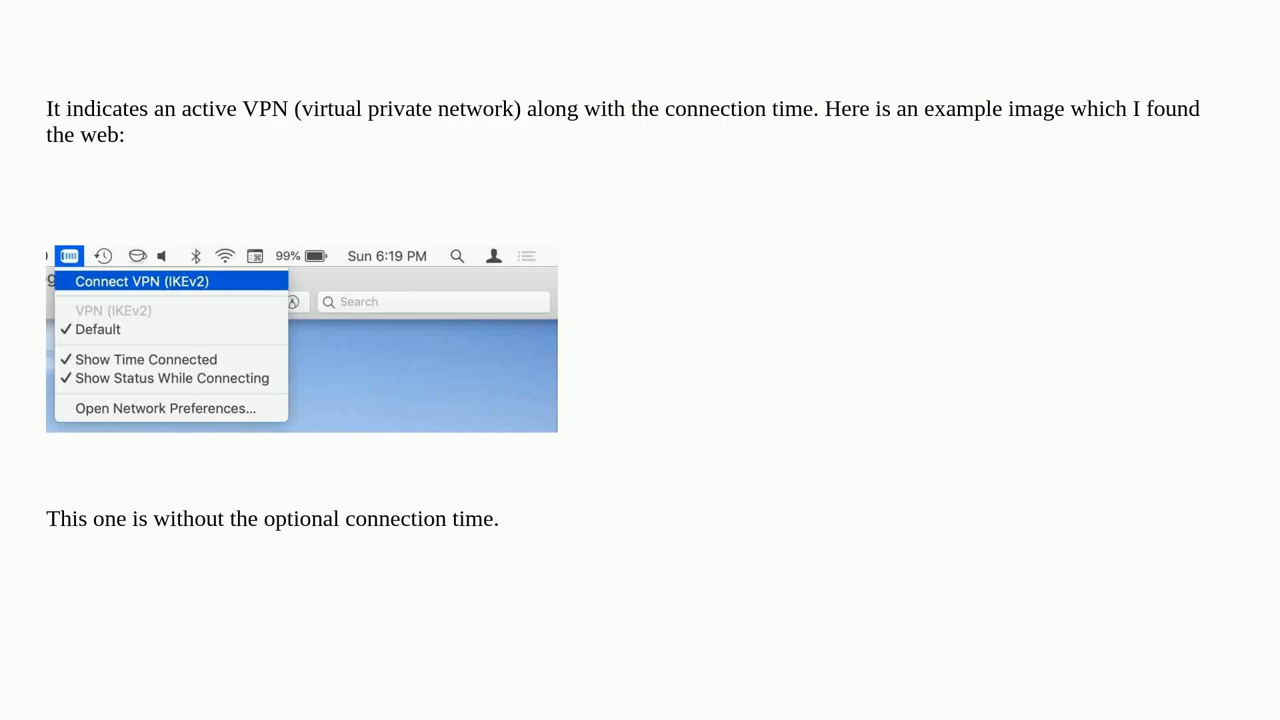 It indicates an active VPN (virtual private network) along with the connection time. Here is an example image which I found
the web:
99% Sun 6:19 PM
Connect VPN (IKEv2)
Search
VPN (IKEv2)
✓ Default
✓ Show Time Connected
✓ Show Status While Connecting
Open Network Preferences...
This one is without the optional connection time.